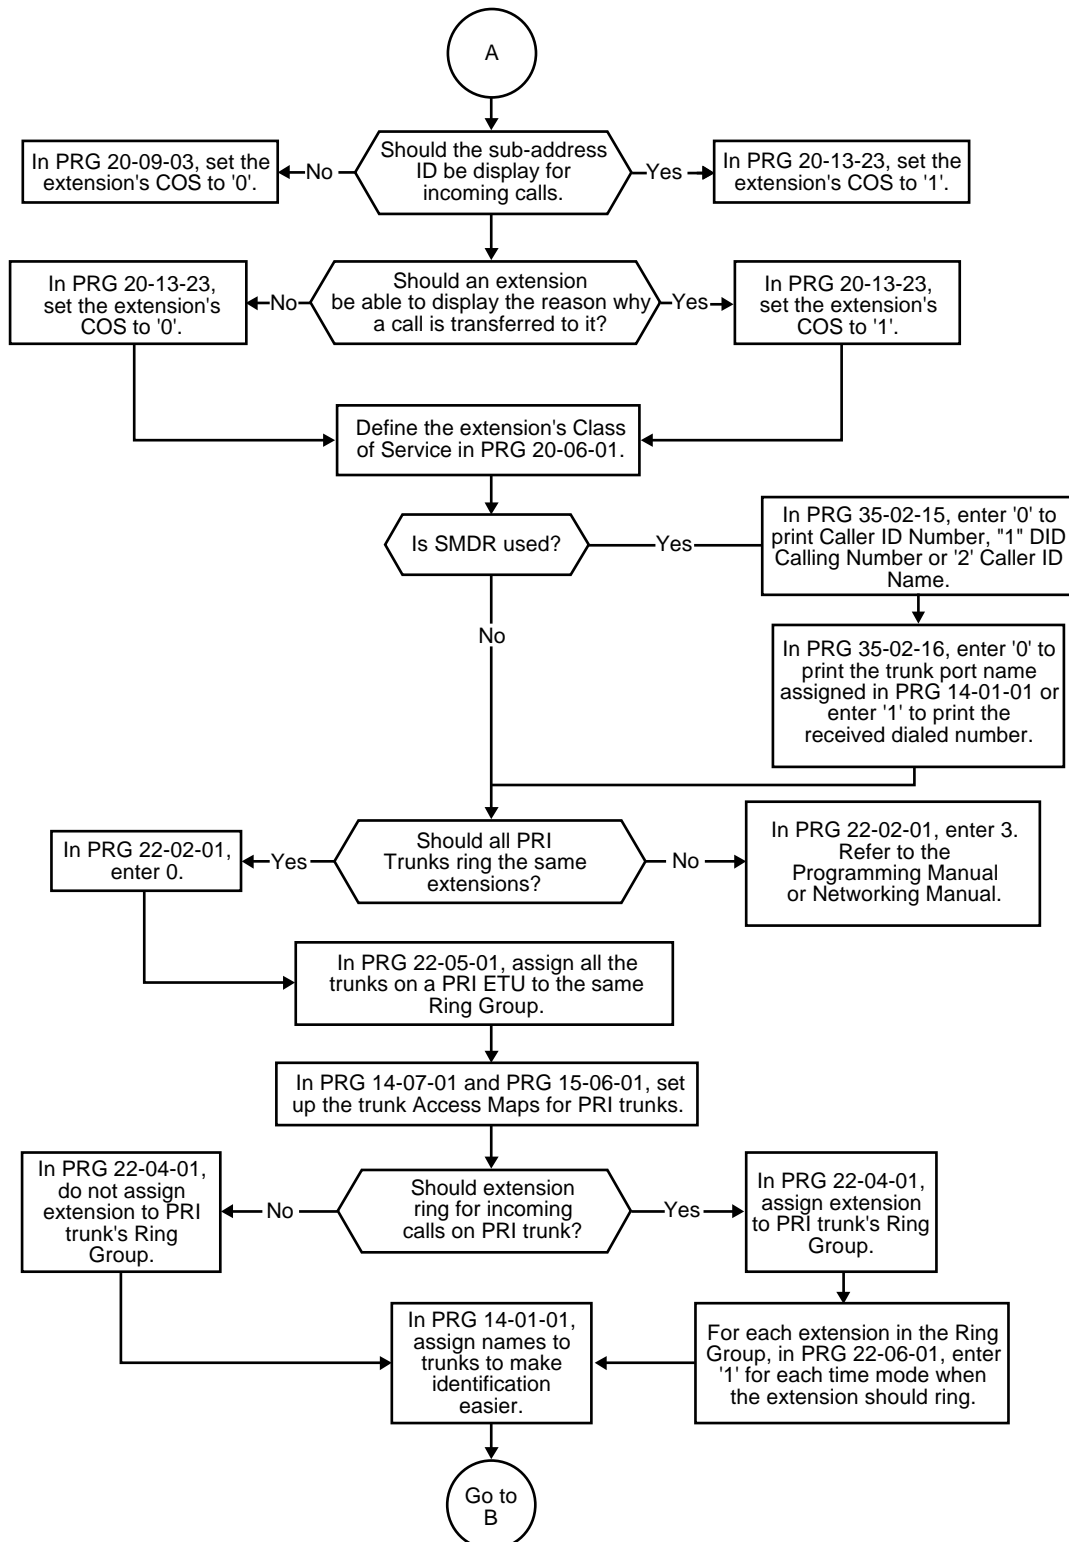 A
Should the sub-address
ID be display for
incoming calls.
No
In PRG 20-09-03, set the
extension's COS to '0'.
Yes
In PRG 20-13-23, set the
extension's COS to '1'.
Should an extension
be able to display the reason why
a call is transferred to it?
No
In PRG 20-13-23,
set the extension's
COS to '0'.
Yes
In PRG 20-13-23,
set the extension's
COS to '1'.
Define the extension's Class
of Service in PRG 20-06-01.
Is SMDR used?
Yes
In PRG 35-02-15, enter '0' to
print Caller ID Number, "1" DID
Calling Number or '2' Caller ID
Name.
In PRG 35-02-16, enter '0' to
print the trunk port name
assigned in PRG 14-01-01 or
enter '1' to print the
received dialed number.
No
Should all PRI
Trunks ring the same
extensions?
Yes
In PRG 22-02-01,
enter 0.
No
In PRG 22-02-01, enter 3.
Refer to the
Programming Manual
or Networking Manual.
In PRG 22-05-01, assign all the
trunks on a PRI ETU to the same
Ring Group.
In PRG 14-07-01 and PRG 15-06-01, set
up the trunk Access Maps for PRI trunks.
Should extension
ring for incoming
calls on PRI trunk?
No
In PRG 22-04-01,
do not assign
extension to PRI
trunk's Ring
Group.
Yes
In PRG 22-04-01,
assign extension
to PRI trunk's Ring
Group.
For each extension in the Ring
Group, in PRG 22-06-01, enter
'1' for each time mode when
the extension should ring.
In PRG 14-01-01,
assign names to
trunks to make
identification
easier.
Go to
B